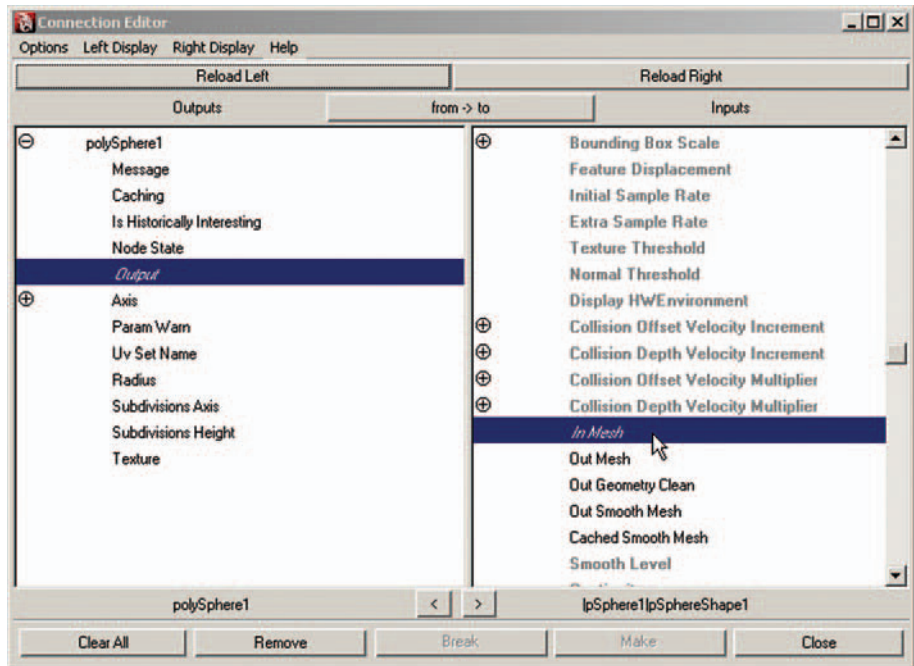 Connection Editor
Options Left Display Right Display Help
Reload Left
Reload Right
Outputs
from -> to
Inputs
polySphere1
Message
Caching
Is Historically Interesting
Node State
Output
Axis
Param Warn
Uv Set Name
Radius
Subdivisions Axis
Subdivisions Height
Texture
Bounding Box Scale
Feature Displacement
Initial Sample Rate
Extra Sample Rate
Texture Threshold
Normal Threshold
Display HWEnvironment
Collision Offset Velocity Increment
Collision Depth Velocity Increment
Collision Offset Velocity Multiplier
Collision Depth Velocity Multiplier
In Mesh
Out Mesh
Out Geometry Clean
Out Smooth Mesh
Cached Smooth Mesh
Smooth Level
polySphere1
<
>
|pSphere1|pSphereShape1
Clear All
Remove
Break
Make
Close